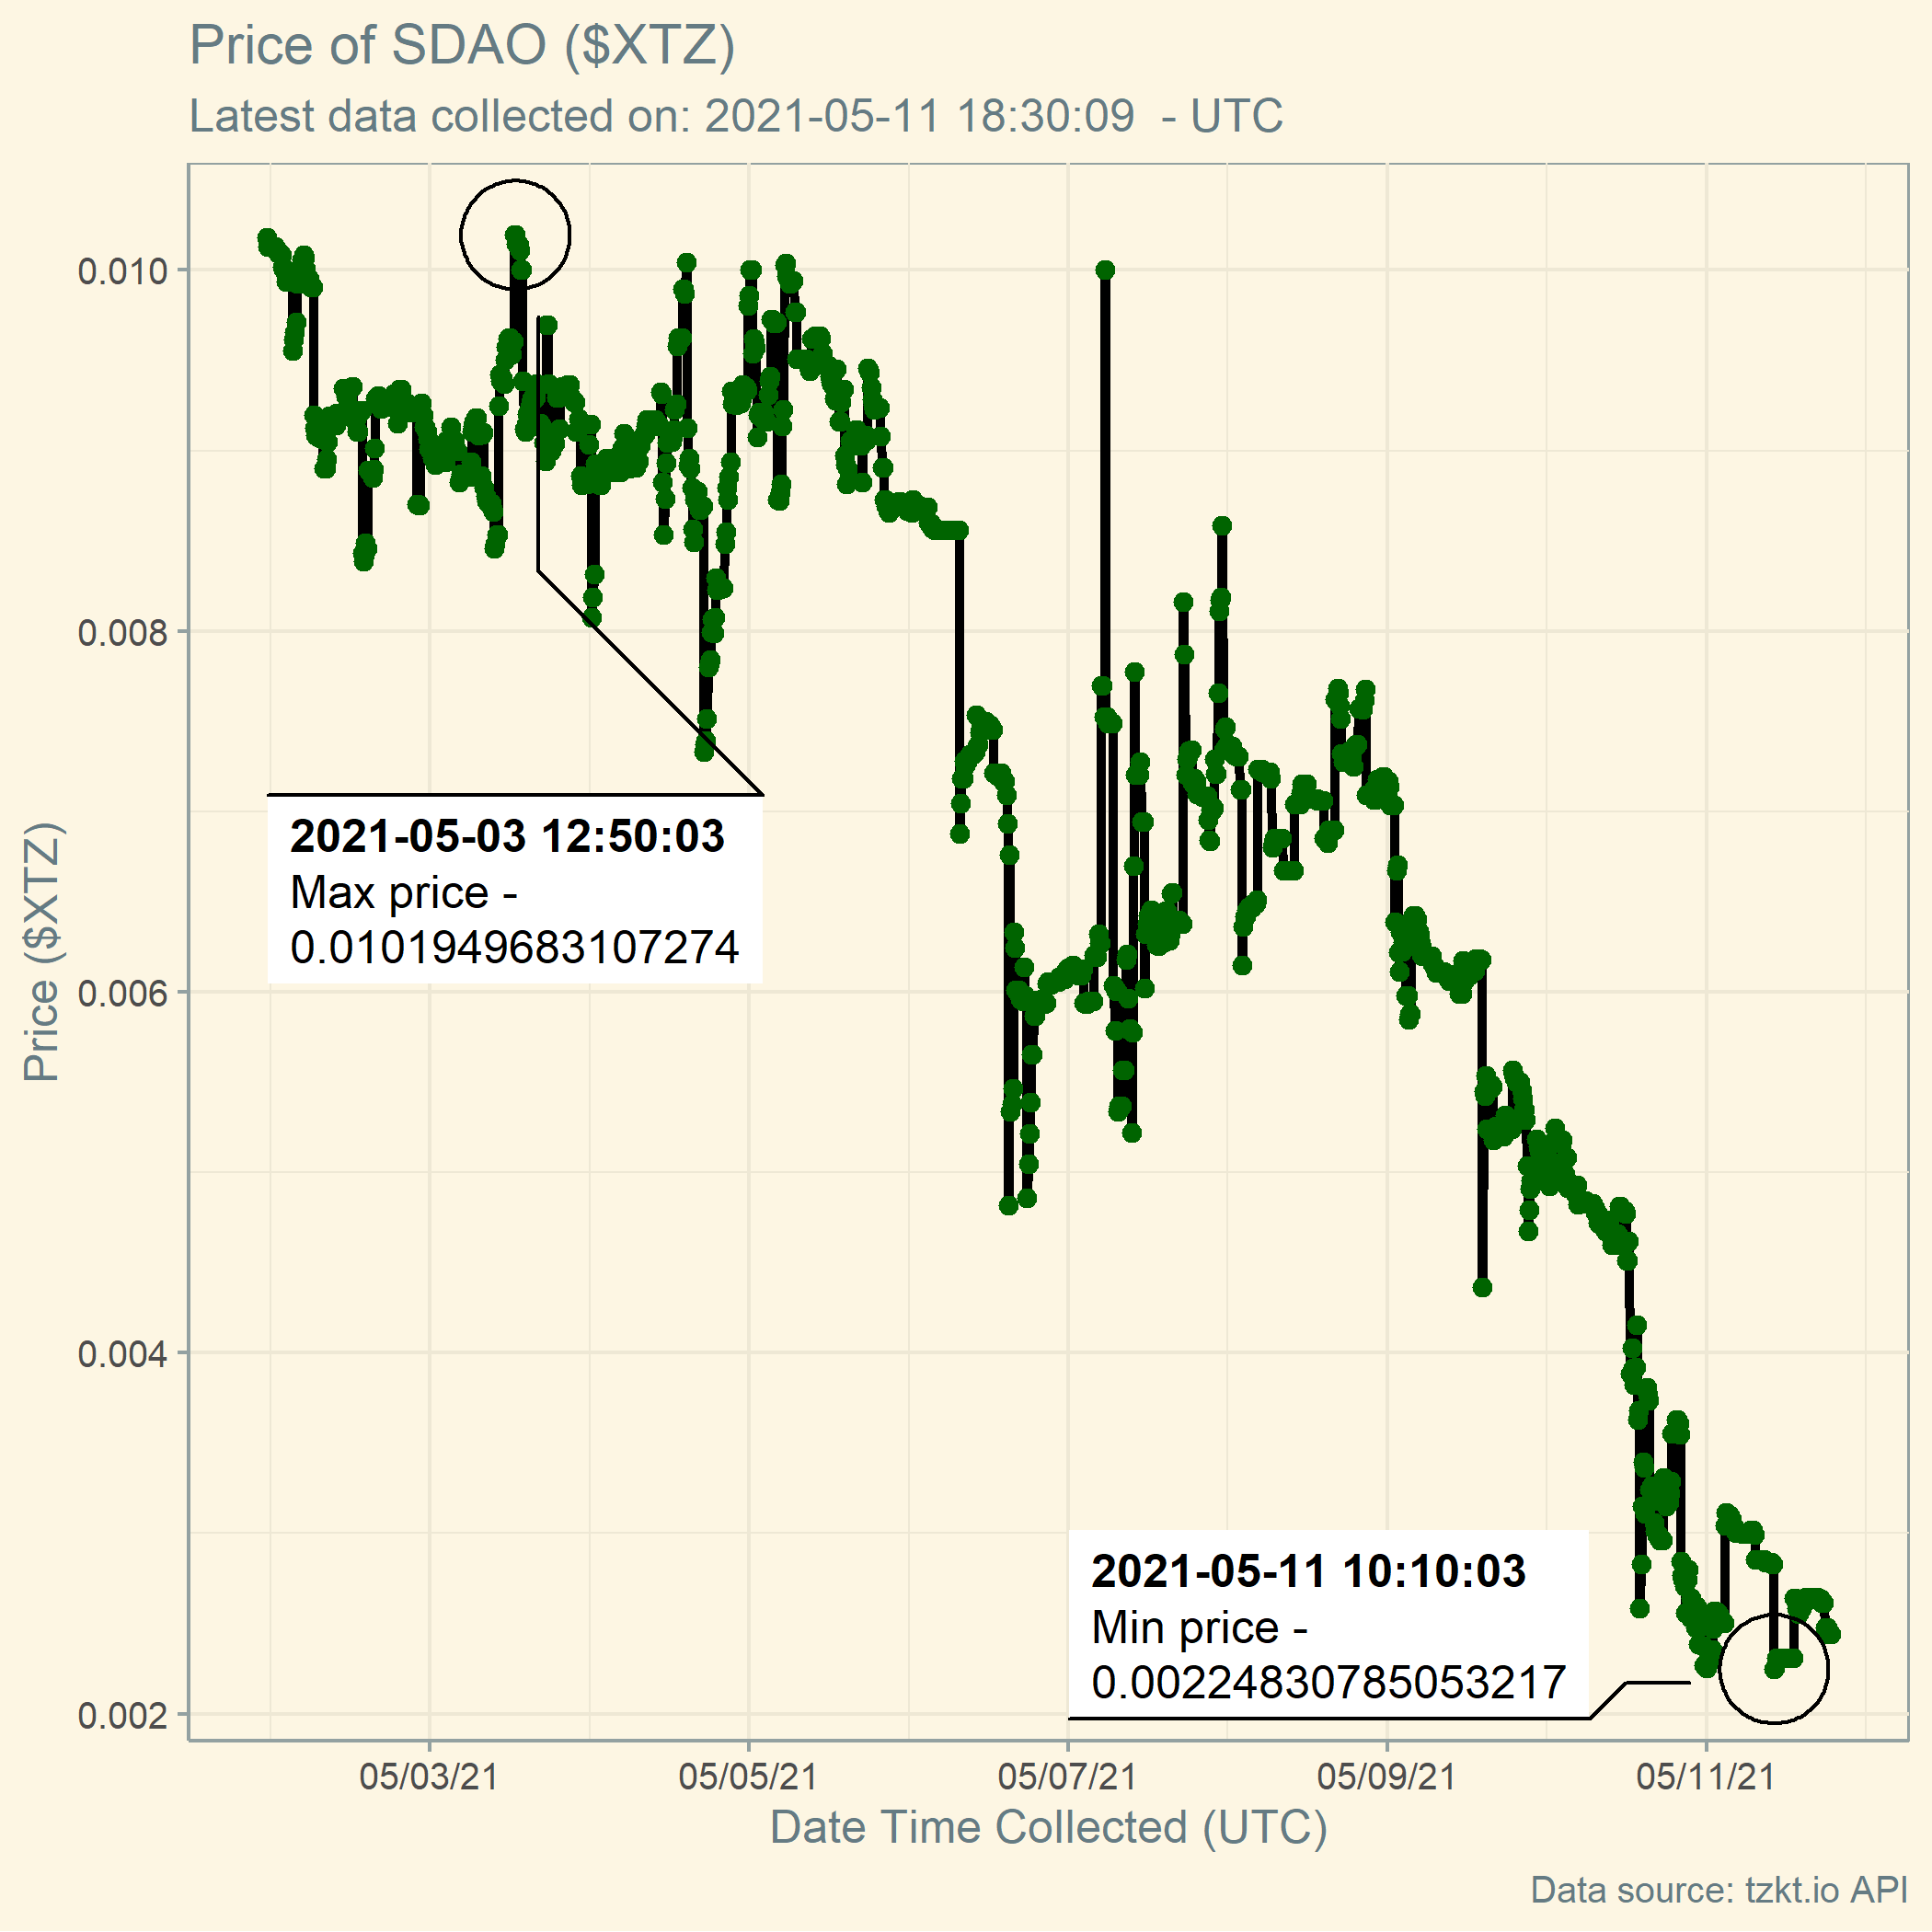 Price of SDAO ($XTZ)
Latest data collected on: 2021-05-11 18:30:09  - UTC
Price ($XTZ)
0.010
0.008
0.006
0.004
0.002
2021-05-03 12:50:03
Max price -
0.0101949683107274
2021-05-11 10:10:03
Min price -
0.00224830785053217
05/03/21
05/05/21
05/07/21
05/09/21
05/11/21
Date Time Collected (UTC)
Data source: tzkt.io API